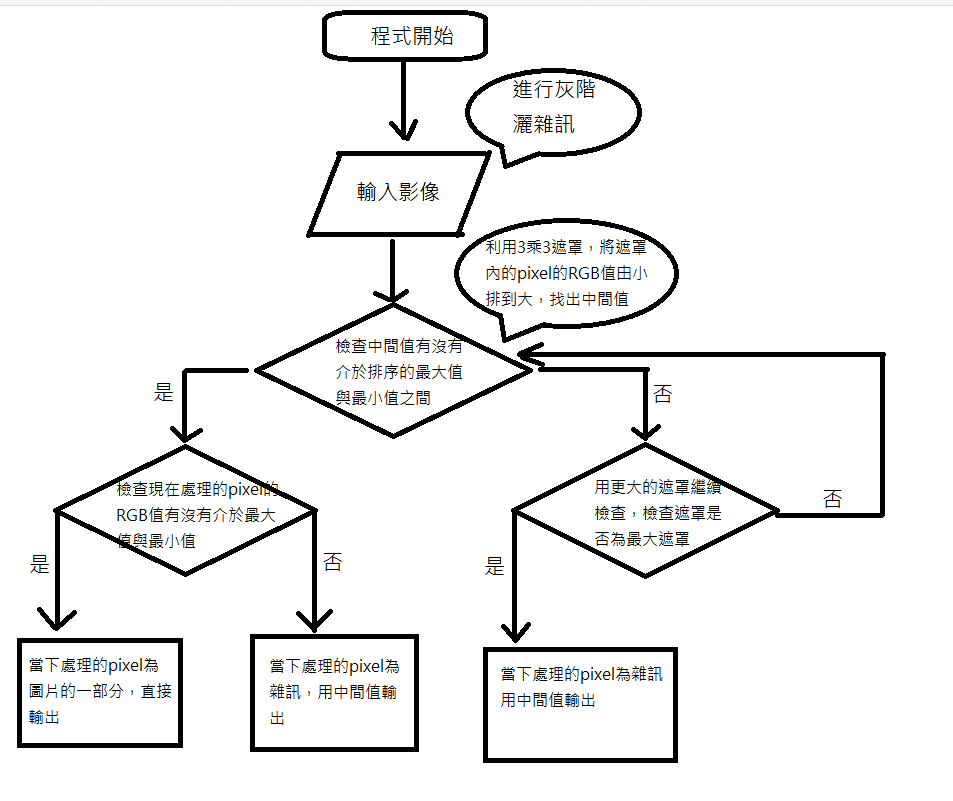 程式開始
進行灰階
灑雜訊
輸入影像
利用3乘3遮罩，將遮罩
內的pixel的RGB值由小
排到大，找出中間值
檢查中間值有沒有
介於排序的最大值
與最小值之間
是
否
檢查現在處理的pixel的
RGB值有沒有介於最大
值與最小值
用更大的遮罩繼續
檢查，檢查遮罩是
否為最大遮罩
否
是
否
是
當下處理的pixel為
圖片的一部分，直接
輸出
當下處理的pixel為
雜訊，用中間值輸
出
當下處理的pixel為雜訊
用中間值輸出